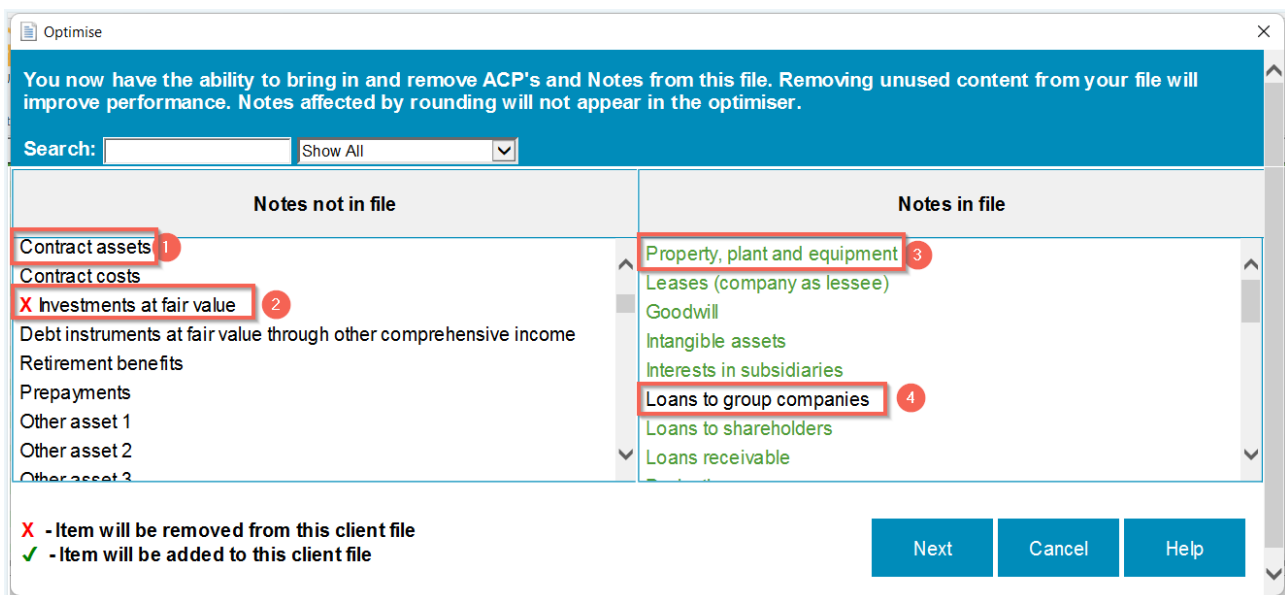 Optimise
You now have the ability to bring in and remove ACP's and Notes from this file. Removing unused content from your file will
improve performance. Notes affected by rounding will not appear in the optimiser.
Search: Show All
Notes not in file
Contract assets 1
Contract costs
X Investments at fair value 2
Debt instruments at fair value through other comprehensive income
Retirement benefits
Prepayments
Other asset 1
Other asset 2
Other asset 3
Notes in file
Property, plant and equipment 3
Leases (company as lessee)
Goodwill
Intangible assets
Interests in subsidiaries
Loans to group companies 4
Loans to shareholders
Loans receivable
X - Item will be removed from this client file
✓ - Item will be added to this client file
Next Cancel Help